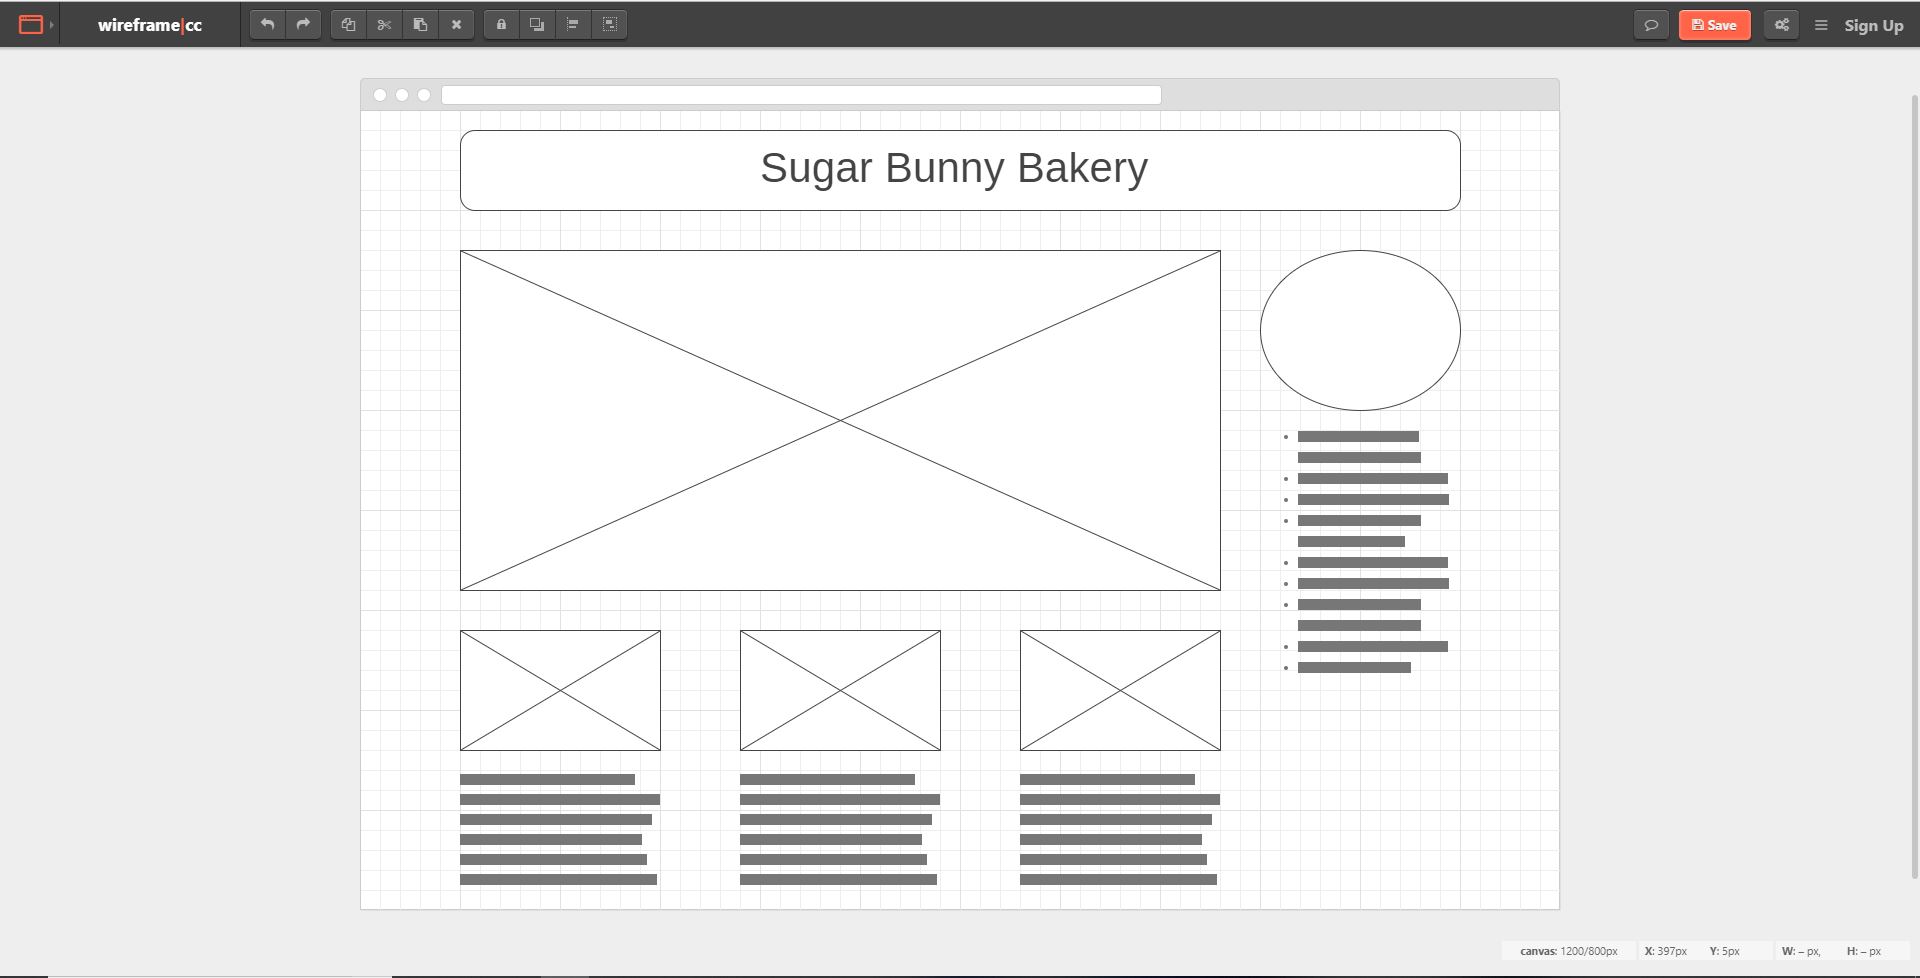 wireframe|cc
Save
Sign Up
Sugar Bunny Bakery
canvas: 1200/800px X: 397px Y: 5px W: – px, H: – px